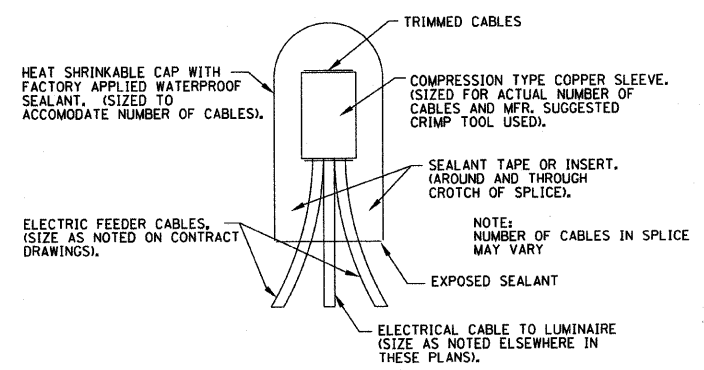 TRIMMED CABLES
HEAT SHRINKABLE CAP WITH
FACTORY APPLIED WATERPROOF
SEALANT. (SIZED TO
ACCOMODATE NUMBER OF CABLES).
COMPRESSION TYPE COPPER SLEEVE.
(SIZED FOR ACTUAL NUMBER OF
CABLES AND MFR. SUGGESTED
CRIMP TOOL USED).
SEALANT TAPE OR INSERT.
(AROUND AND THROUGH
CROTCH OF SPLICE).
ELECTRIC FEEDER CABLES.
(SIZE AS NOTED ON CONTRACT
DRAWINGS).
NOTE:
NUMBER OF CABLES IN SPLICE
MAY VARY
EXPOSED SEALANT
ELECTRICAL CABLE TO LUMINAIRE
(SIZE AS NOTED ELSEWHERE IN
THESE PLANS).